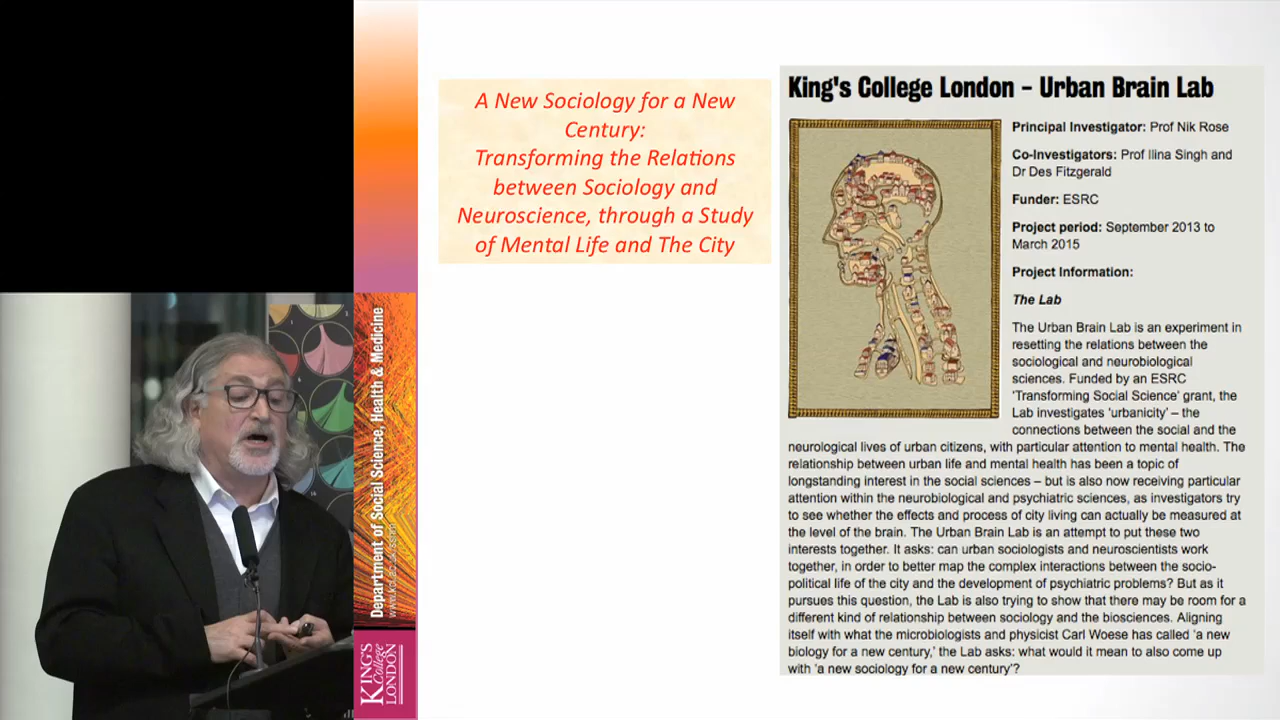 A New Sociology for a New
Century:
Transforming the Relations
between Sociology and
Neuroscience, through a Study
of Mental Life and The City
King's College London – Urban Brain Lab
Principal Investigator: Prof Nik Rose
Co-Investigators: Prof Ilina Singh and
Dr Des Fitzgerald
Funder: ESRC
Project period: September 2013 to
March 2015
Project Information:
The Lab
The Urban Brain Lab is an experiment in
resetting the relations between the
sociological and neurobiological
sciences. Funded by an ESRC
'Transforming Social Science' grant, the
Lab investigates 'urbanicity' – the
connections between the social and the
neurological lives of urban citizens, with particular attention to mental health. The
relationship between urban life and mental health has been a topic of
longstanding interest in the social sciences – but is also now receiving particular
attention within the neurobiological and psychiatric sciences, as investigators try
to see whether the effects and process of city living can actually be measured at
the level of the brain. The Urban Brain Lab is an attempt to put these two
interests together. It asks: can urban sociologists and neuroscientists work
together, in order to better map the complex interactions between the socio-
political life of the city and the development of psychiatric problems? But as it
pursues this question, the Lab is also trying to show that there may be room for a
different kind of relationship between sociology and the biosciences. Aligning
itself with what the microbiologists and physicist Carl Woese has called 'a new
biology for a new century,' the Lab asks: what would it mean to also come up
with 'a new sociology for a new century'?
Department of Social Science, Health & Medicine
KING'S
College
LONDON